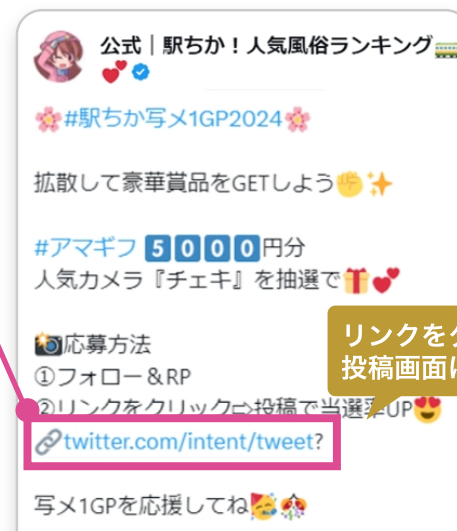 公式｜駅ちか！人気風俗ランキング🚃
💕
🌸#駅ちか写メ1GP2024🌸
拡散して豪華賞品をGETしよう✊✨
#アマギフ 5️⃣0️⃣0️⃣0️⃣円分
人気カメラ『チェキ』を抽選で🎁💕
📸応募方法
①フォロー＆RP
②リンクをクリック⇨投稿で当選率UP😍
🔗twitter.com/intent/tweet?
写メ1GPを応援してね🥳🎊
リンクを
投稿画面